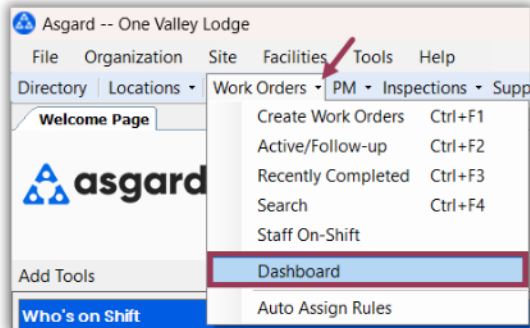 Asgard -- One Valley Lodge
File Organization Site Facilities Tools Help
Directory Locations Work Orders PM Inspections Supp
Welcome Page
Create Work Orders Ctrl+F1
Active/Follow-up Ctrl+F2
asgard
Recently Completed Ctrl+F3
Search Ctrl+F4
Staff On-Shift
Add Tools
Dashboard
Who's on Shift
Auto Assign Rules